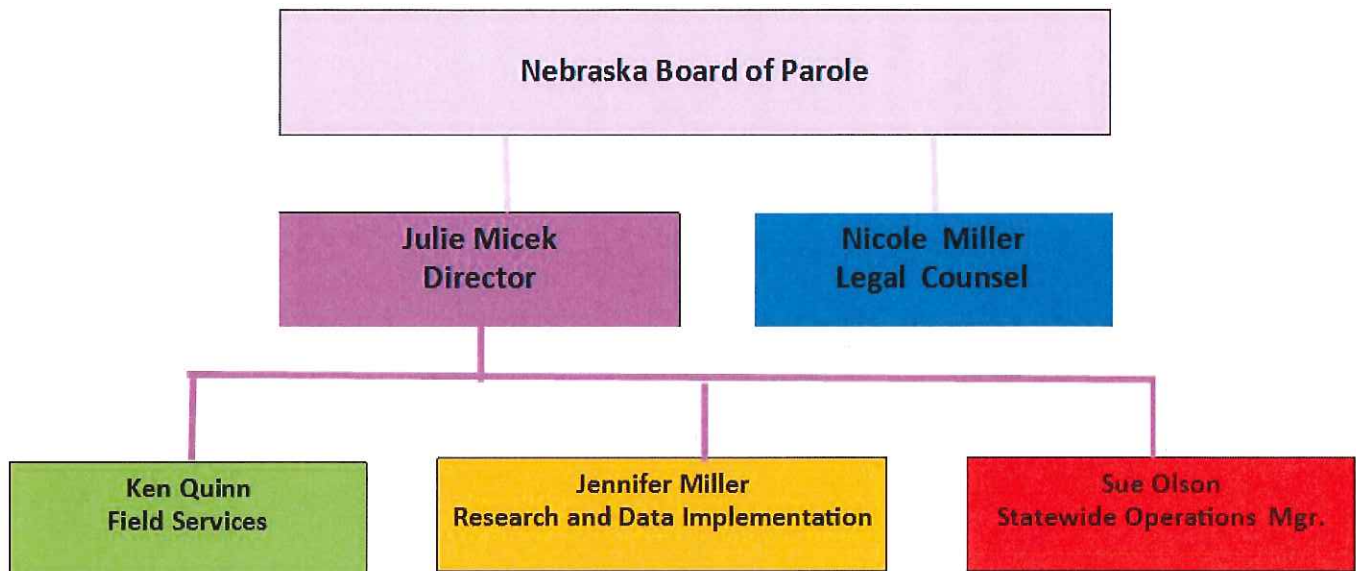 Nebraska Board of Parole
Julie Micek
Director
Nicole Miller
Legal Counsel
Ken Quinn
Field Services
Jennifer Miller
Research and Data Implementation
Sue Olson
Statewide Operations Mgr.